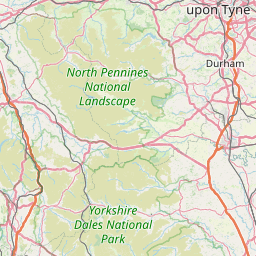 upon Tyne
Durham
North Pennines
National
Landscape
Yorkshire
Dales National
Park